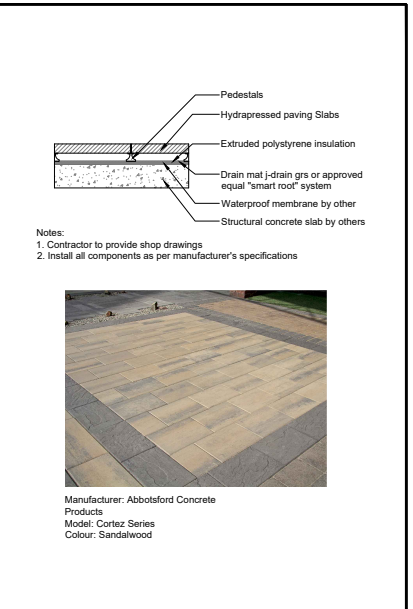 Pedestals
Hydrapressed paving Slabs
Extruded polystyrene insulation
Drain mat j-drain grs or approved
equal "smart root" system
Waterproof membrane by other
Structural concrete slab by others
Notes:
1. Contractor to provide shop drawings
2. Install all components as per manufacturer's specifications
Manufacturer: Abbotsford Concrete
Products
Model: Cortez Series
Colour: Sandalwood